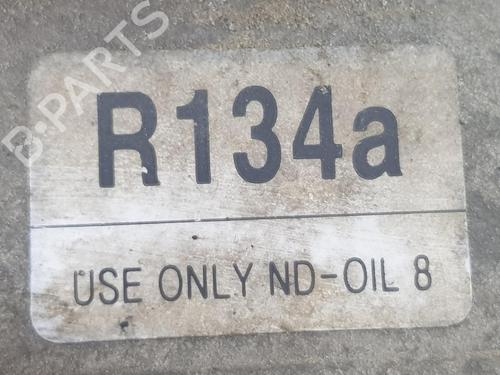 B-PARTS
R134a
USE ONLY ND-OIL 8